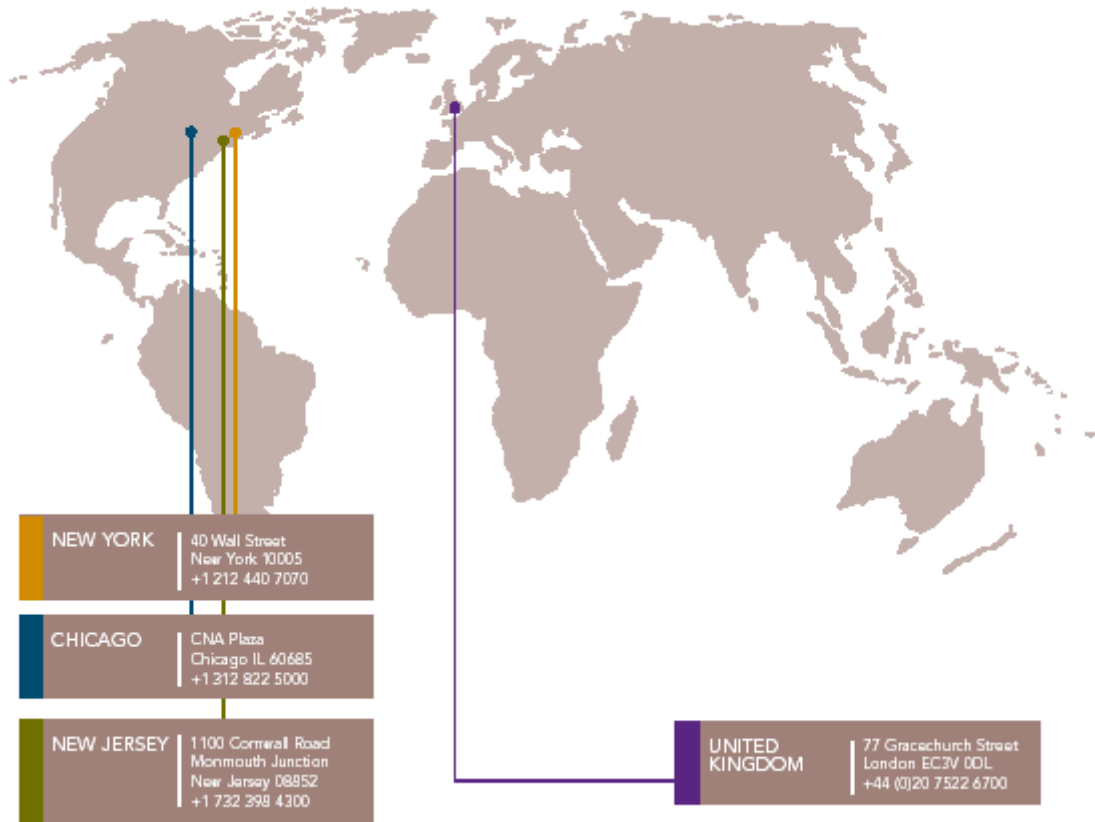 NEW YORK
40 Wall Street
New York 10005
+1 212 440 7070
CHICAGO
CNA Plaza
Chicago IL 60685
+1 312 822 5000
NEW JERSEY
1100 Cornwall Road
Monmouth Junction
New Jersey 08852
+1 732 398 4300
UNITED
KINGDOM
77 Gracechurch Street
London EC3V 0DL
+44 (0)20 7522 6700